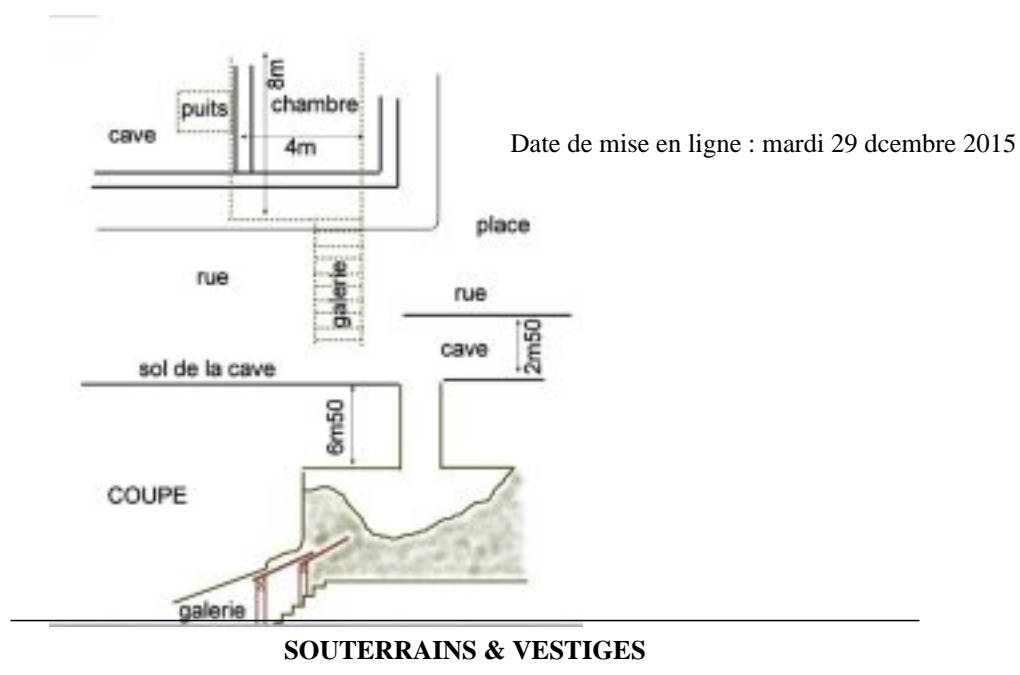 8m
puits
chambre
cave
4m
Date de mise en ligne : mardi 29 dcembre 2015
place
rue
galerie
rue
cave
2m50
sol de la cave
6m50
COUPE
galerie
SOUTERRAINS & VESTIGES